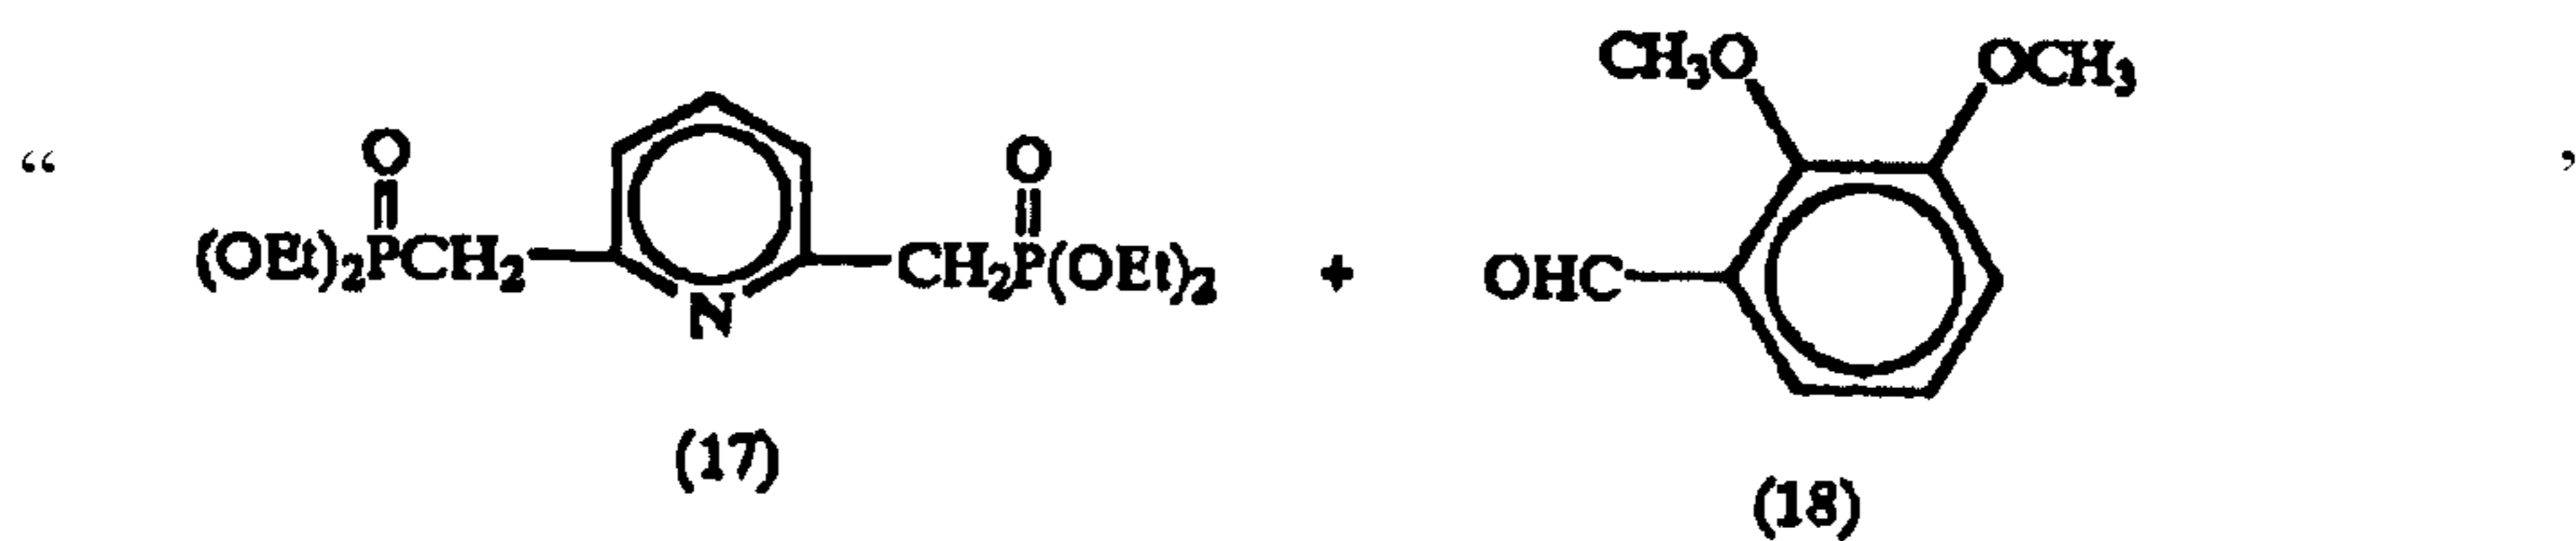 CH₃O OCH₃
“ O O ,
(OEt)₂PCH₂ CH₂P(OEt)₂ + OHC
N
(17)
(18)